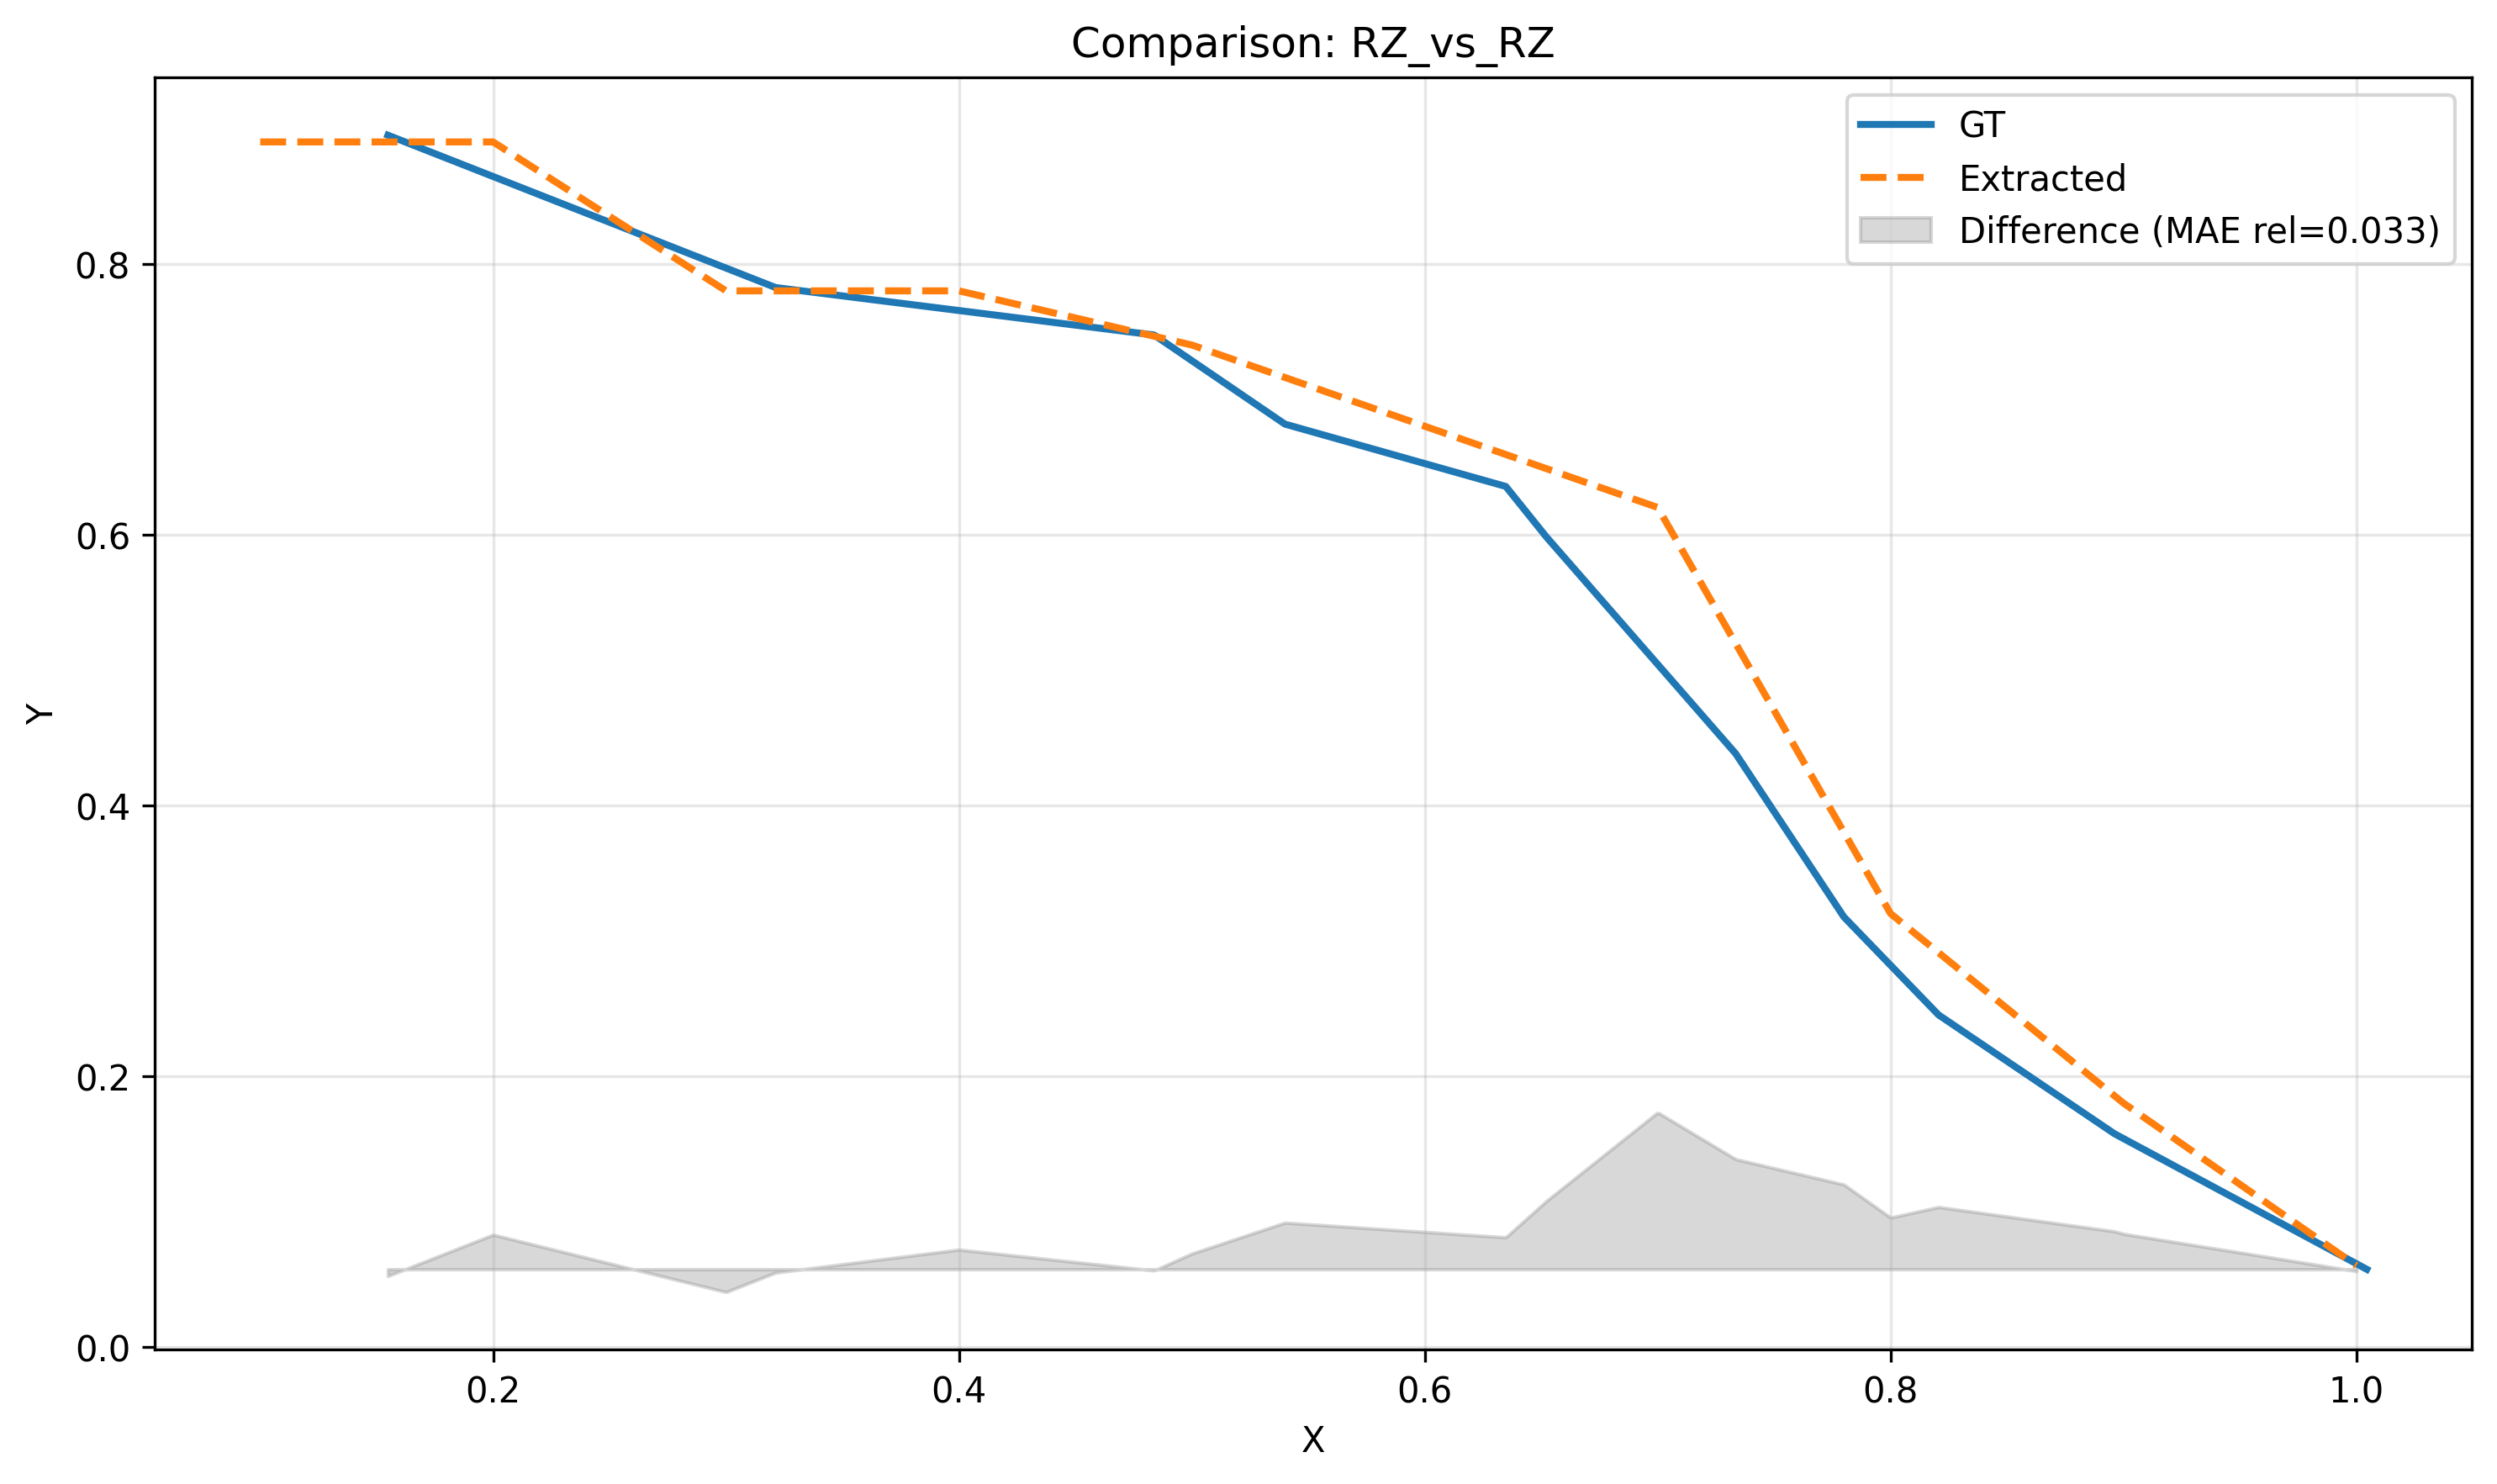 Comparison: RZ_vs_RZ
GT
Extracted
Difference (MAE rel=0.033)
0.8
0.6
0.4
0.2
0.0
Y
0.2 0.4 0.6 0.8 1.0
X